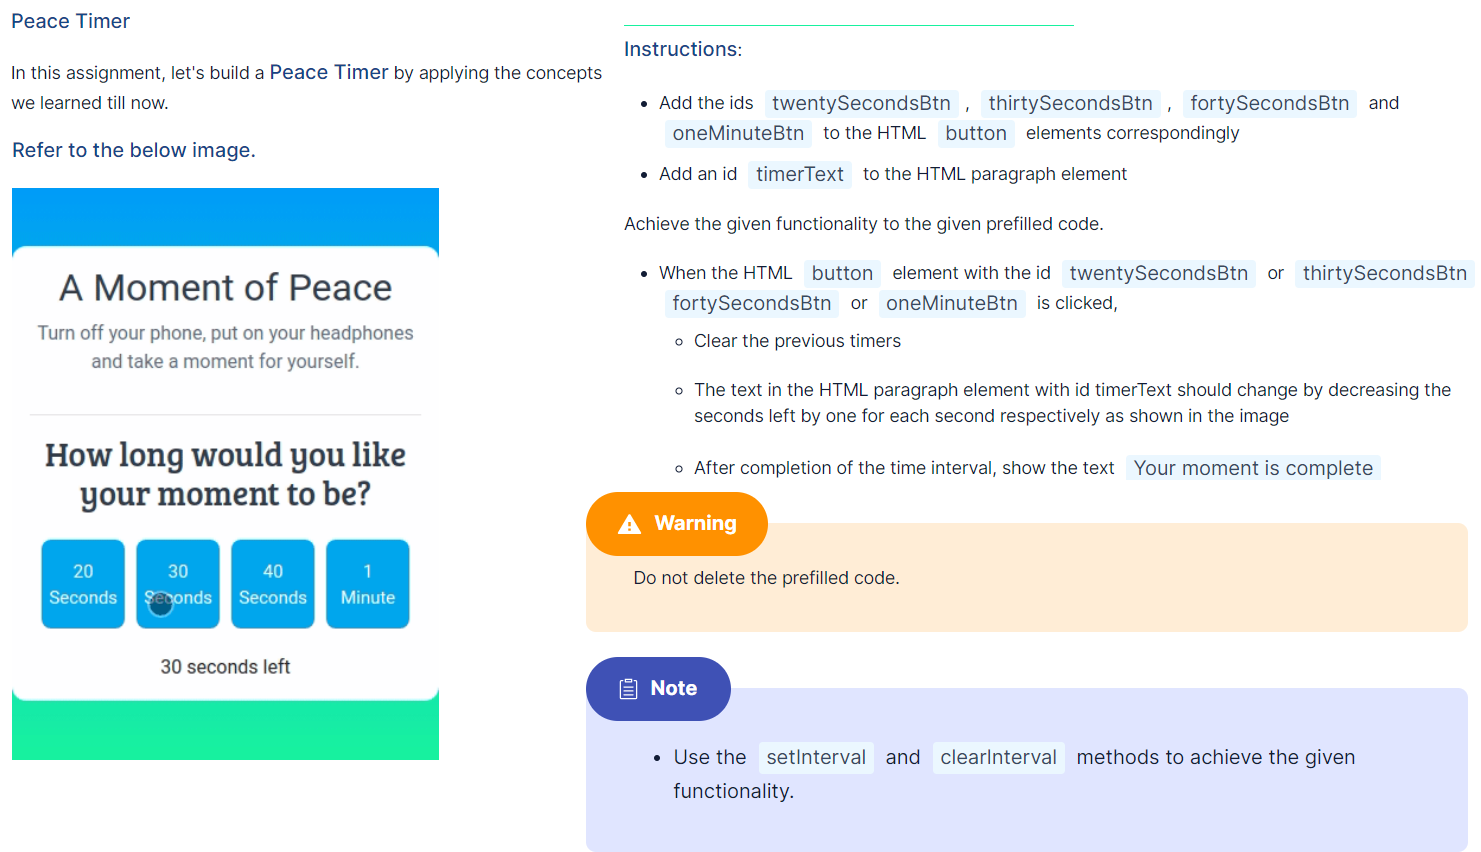 Peace Timer
In this assignment, let's build a Peace Timer by applying the concepts
we learned till now.
Refer to the below image.
A Moment of Peace
Turn off your phone, put on your headphones
and take a moment for yourself.
How long would you like
your moment to be?
20 Seconds
30 Seconds
40 Seconds
1 Minute
30 seconds left
Instructions:
• Add the ids twentySecondsBtn , thirtySecondsBtn , fortySecondsBtn and
oneMinuteBtn to the HTML button elements correspondingly
• Add an id timerText to the HTML paragraph element
Achieve the given functionality to the given prefilled code.
• When the HTML button element with the id twentySecondsBtn or thirtySecondsBtn
fortySecondsBtn or oneMinuteBtn is clicked,
◦ Clear the previous timers
◦ The text in the HTML paragraph element with id timerText should change by decreasing the
seconds left by one for each second respectively as shown in the image
◦ After completion of the time interval, show the text Your moment is complete
Warning
Do not delete the prefilled code.
Note
• Use the setInterval and clearInterval methods to achieve the given
functionality.